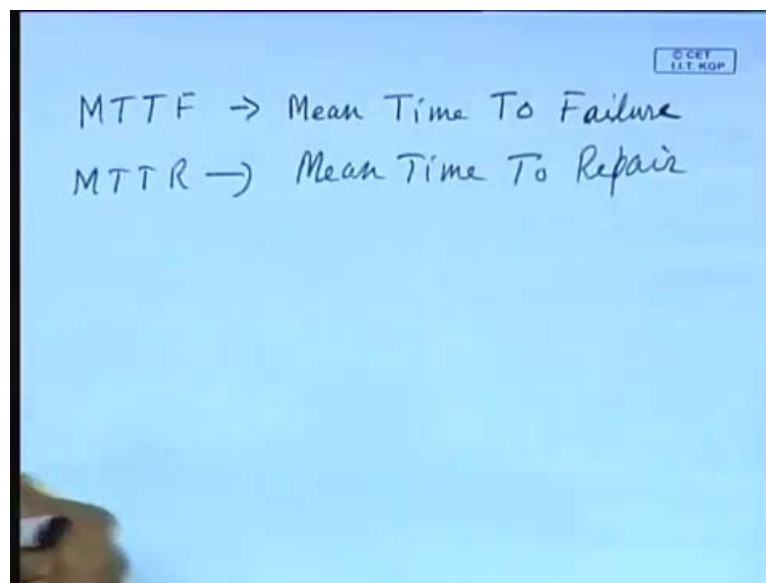 © CET
I.I.T. KGP
MTTF → Mean Time To Failure
MTTR → Mean Time To Repair